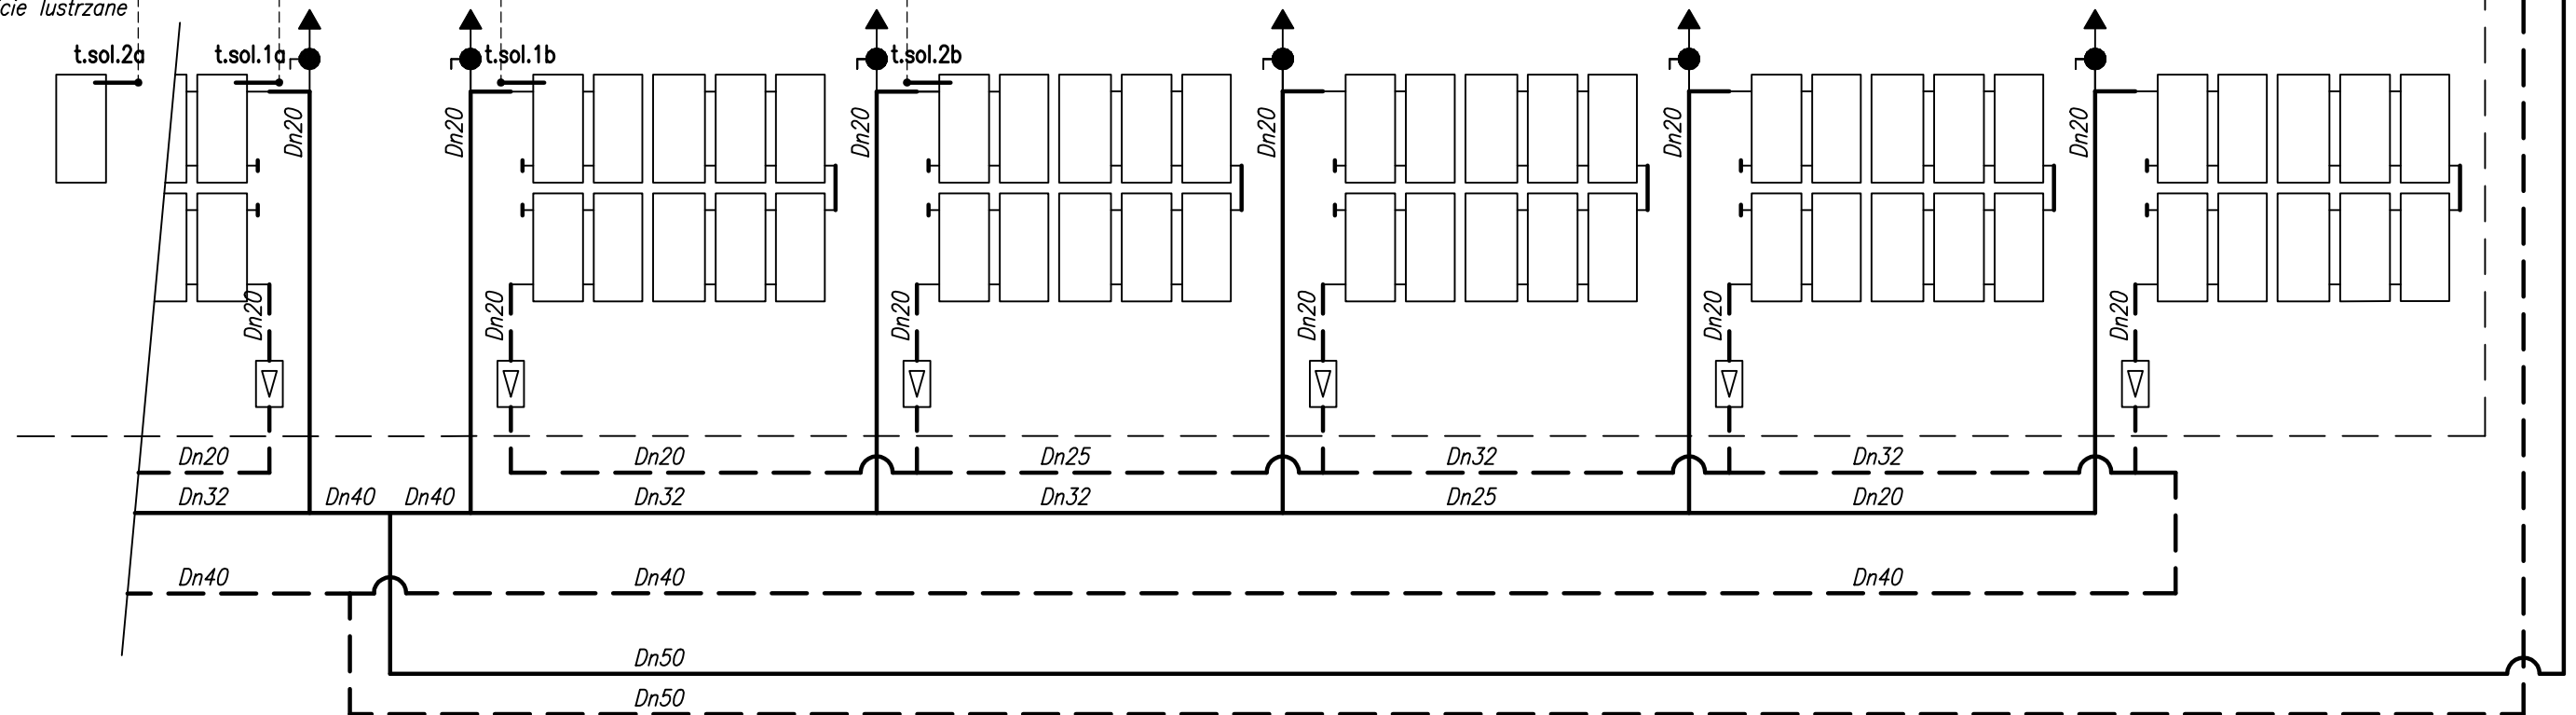 cie lustrzane
t.sol.2a t.sol.1a t.sol.1b t.sol.2b
Dn20 Dn20 Dn20 Dn20 Dn20 Dn20
Dn20 Dn20 Dn20 Dn20 Dn20 Dn20
Dn20 Dn20 Dn25 Dn32 Dn32
Dn32 Dn40 Dn40 Dn32 Dn32 Dn25 Dn20
Dn40 Dn40 Dn40
Dn50
Dn50